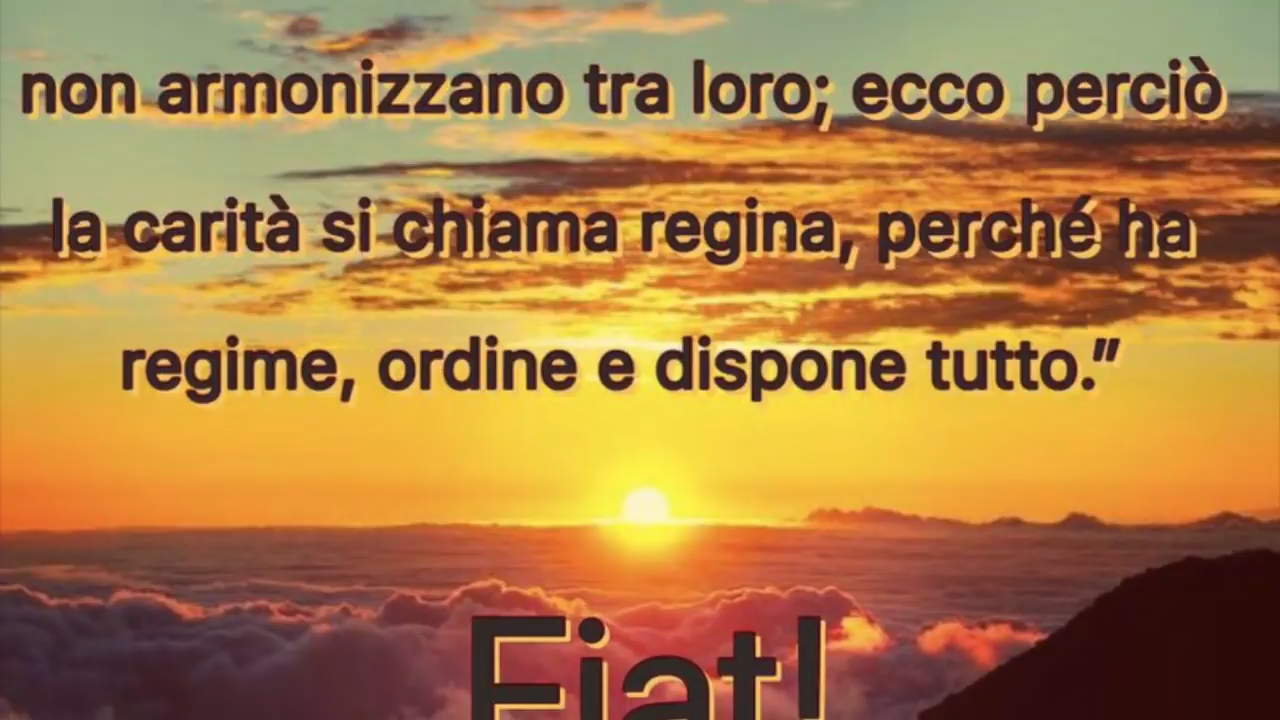 non armonizzano tra loro; ecco perciò
la carità si chiama regina, perché ha
regime, ordine e dispone tutto.”
Fiat!